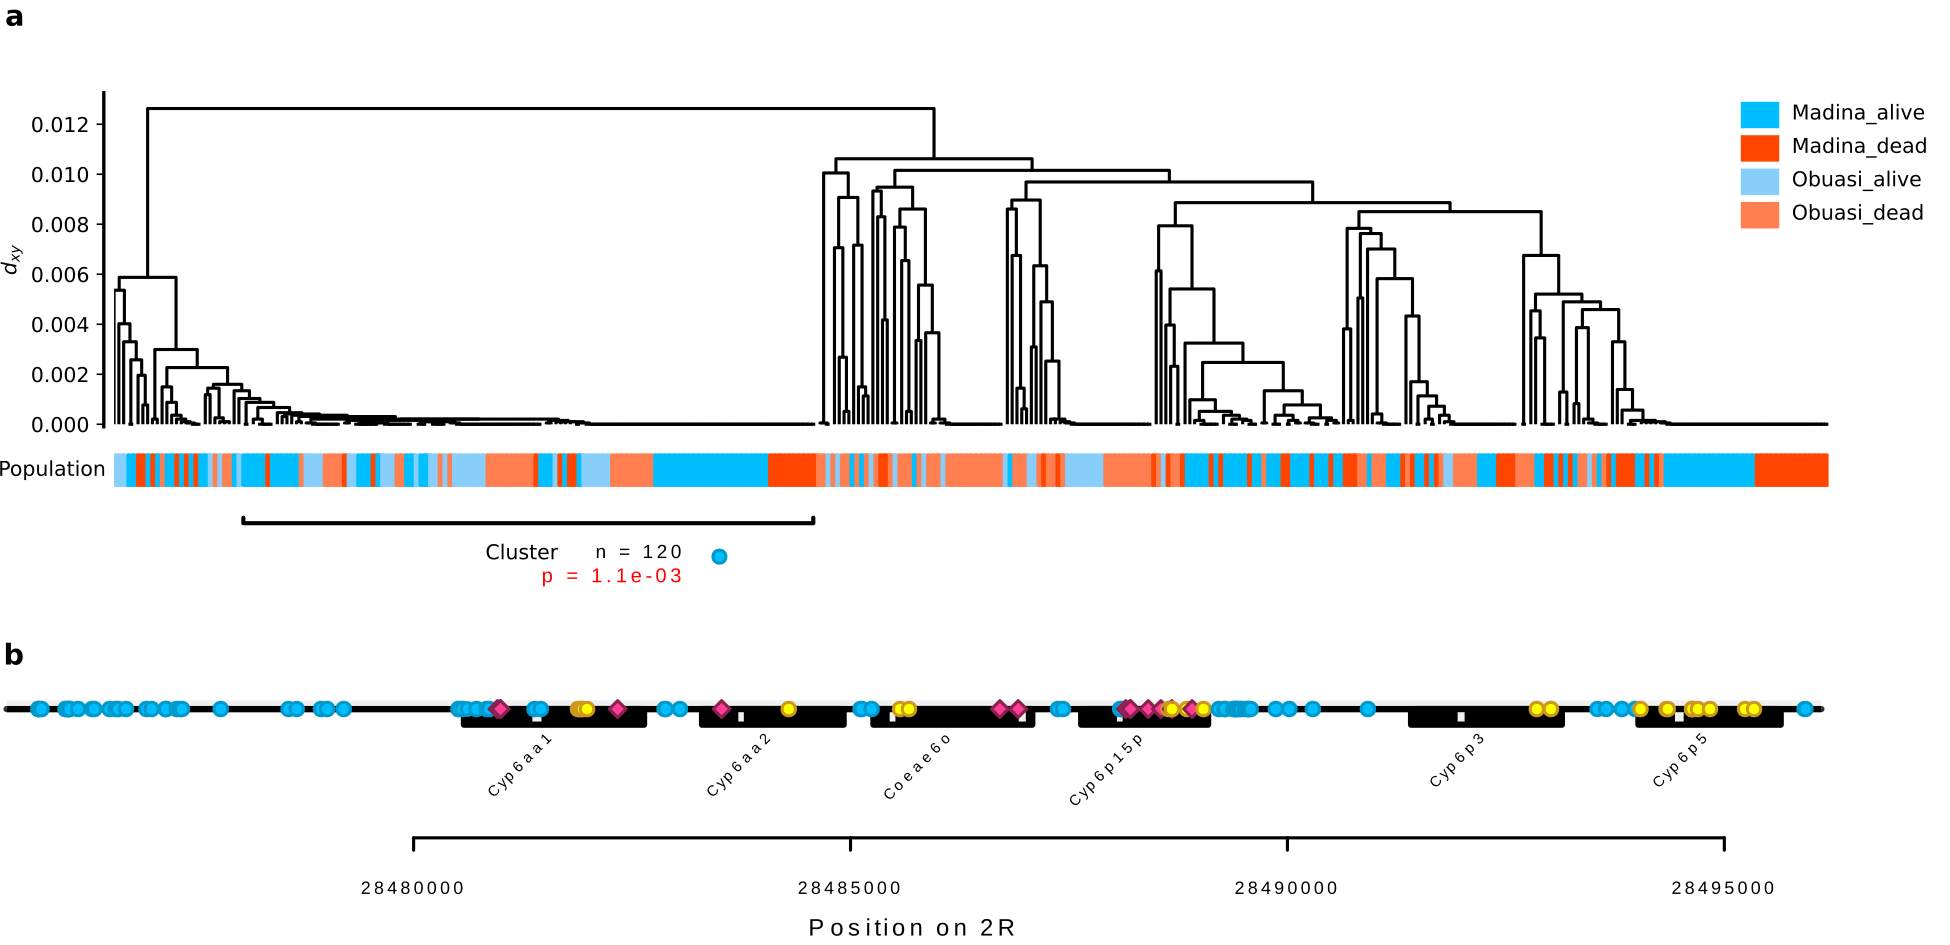 a
0.012
0.010
0.008
0.006
0.004
0.002
0.000
dxy
Madina_alive
Madina_dead
Obuasi_alive
Obuasi_dead
Population
Cluster n = 120
p = 1.1e-03
b
Cyp6aa1
Cyp6aa2
Coeae6o
Cyp6p15p
Cyp6p3
Cyp6p5
28480000 28485000 28490000 28495000
Position on 2R